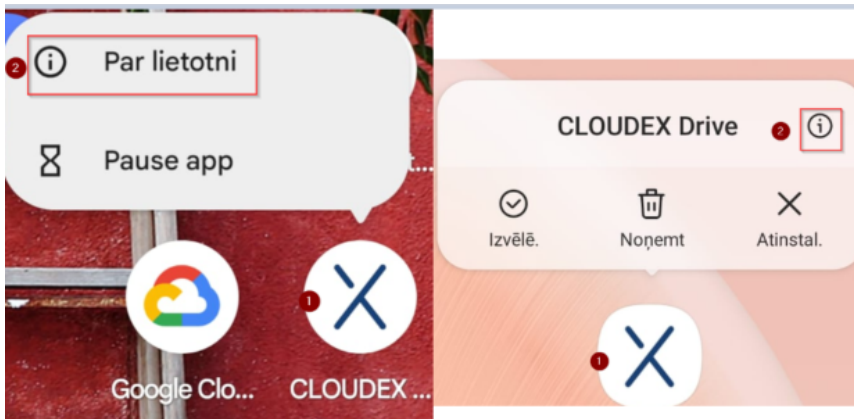 2 Par lietotni
Pause app
t...
1
Google Clo...
CLOUDEX ...
CLOUDEX Drive 2
Izvēlē.
Noņemt
Atinstal.
1